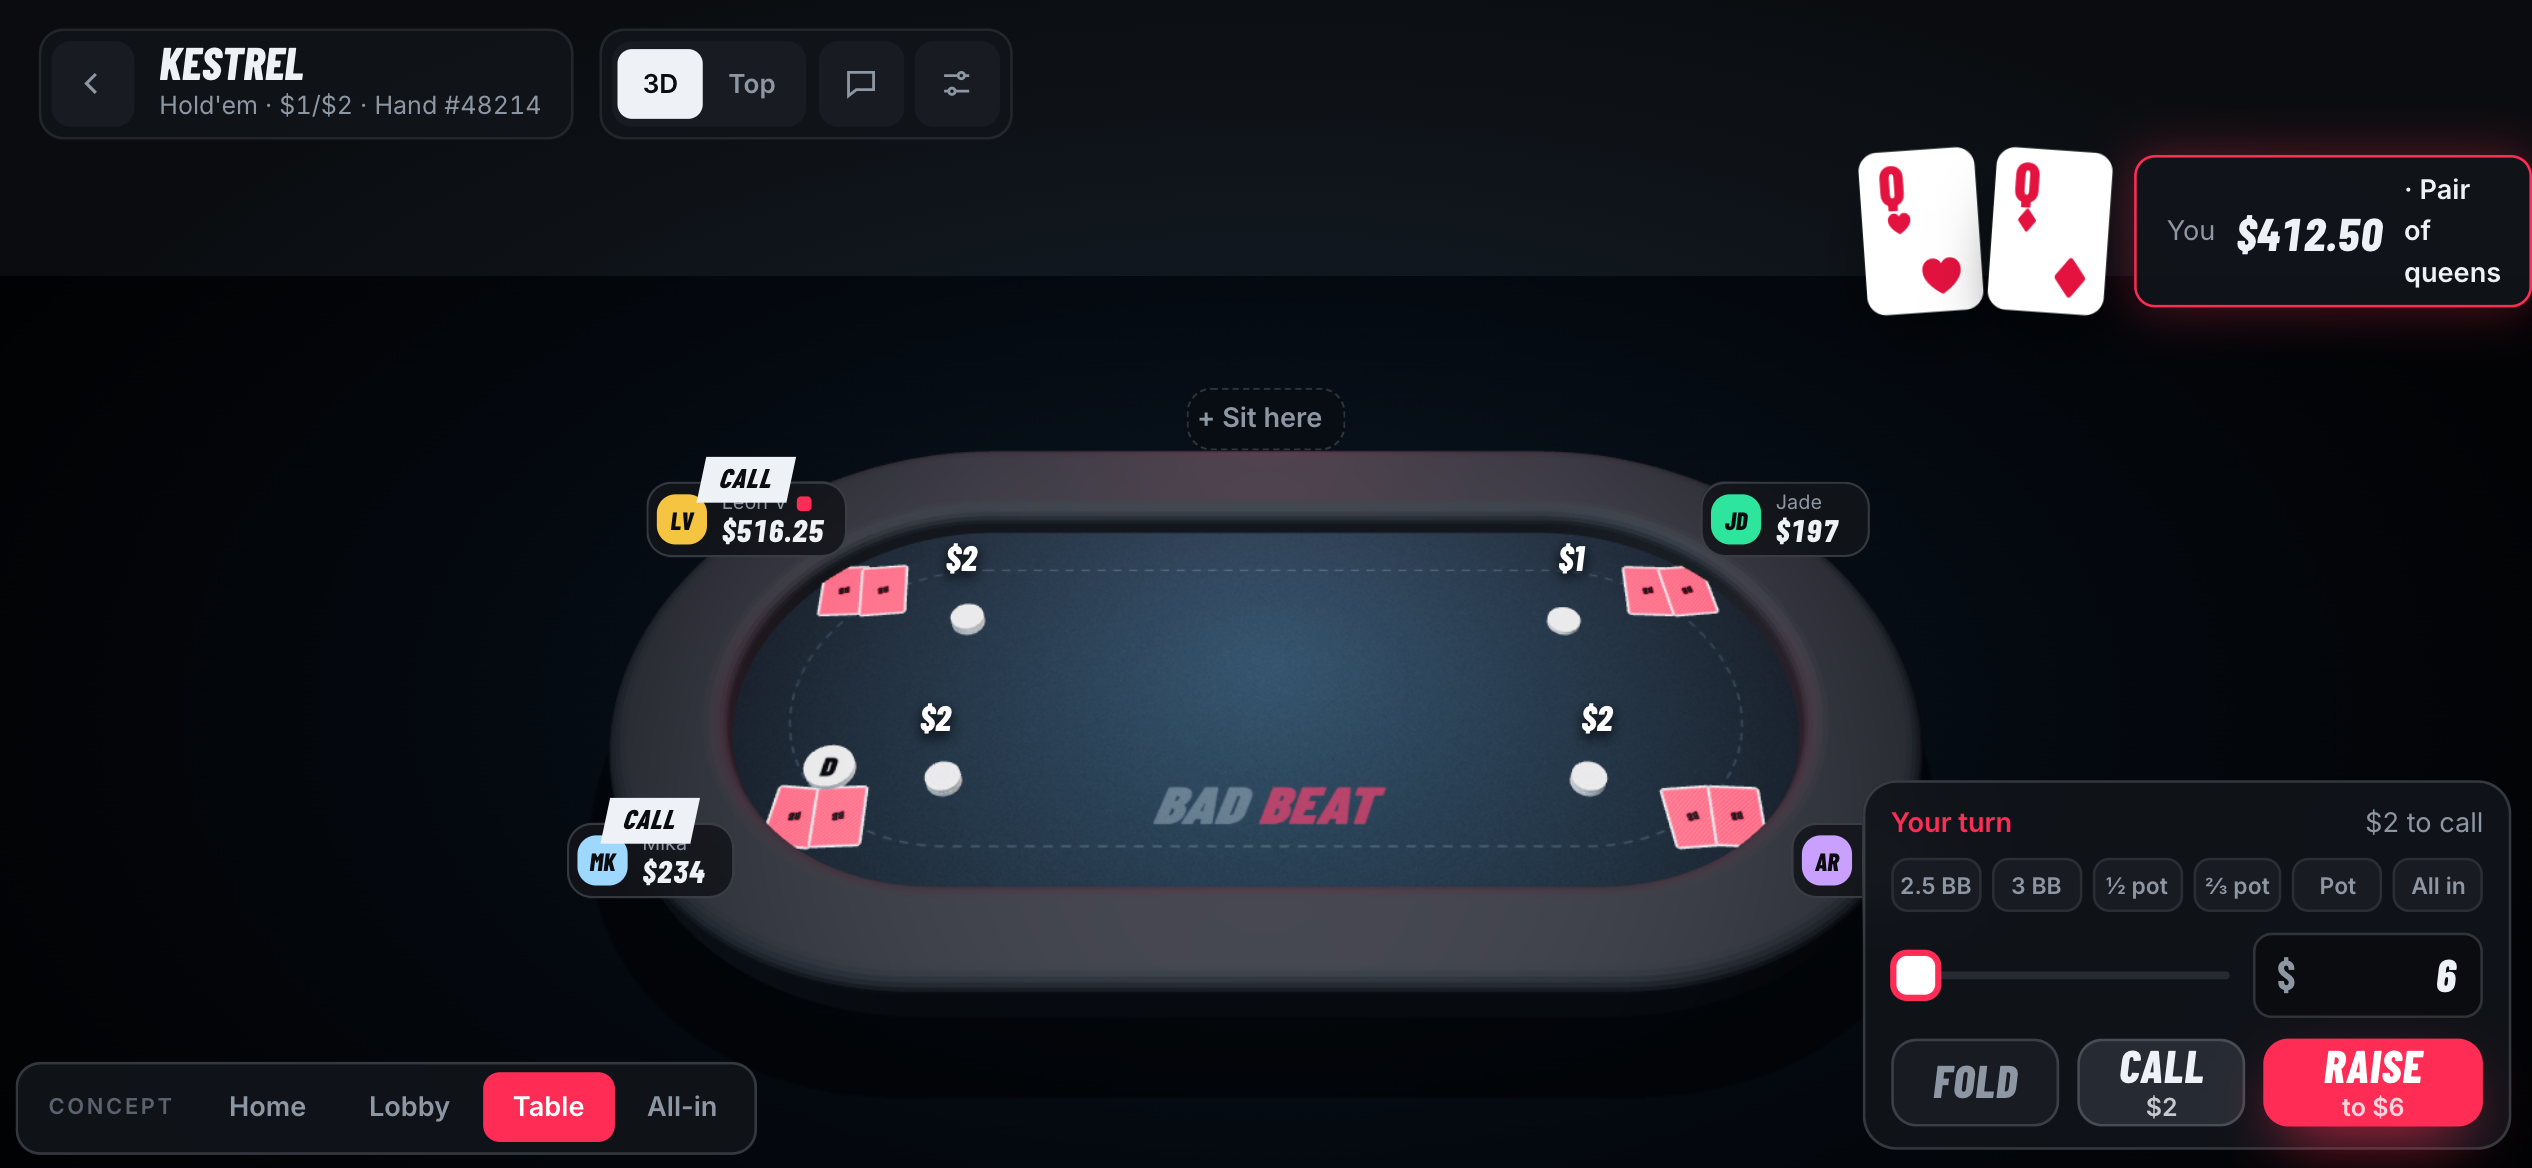 KESTREL
Hold'em · $1/$2 · Hand #48214
3D
Top
Q
Q
You
$412.50
· Pair
of
queens
+ Sit here
CALL
LV
$516.25
JD
Jade
$197
$2
$1
$2
$2
D
BAD BEAT
CALL
MK
Mika
$234
AR
Your turn
$2 to call
2.5 BB
3 BB
½ pot
⅔ pot
Pot
All in
$
6
FOLD
CALL
$2
RAISE
to $6
CONCEPT
Home
Lobby
Table
All-in